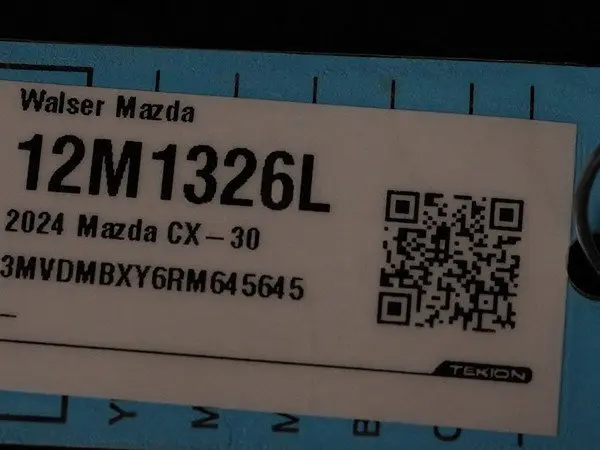 Walser Mazda
12M1326L
2024 Mazda CX-30
3MVDMBXY6RM645645
TEKION
Y M M B C